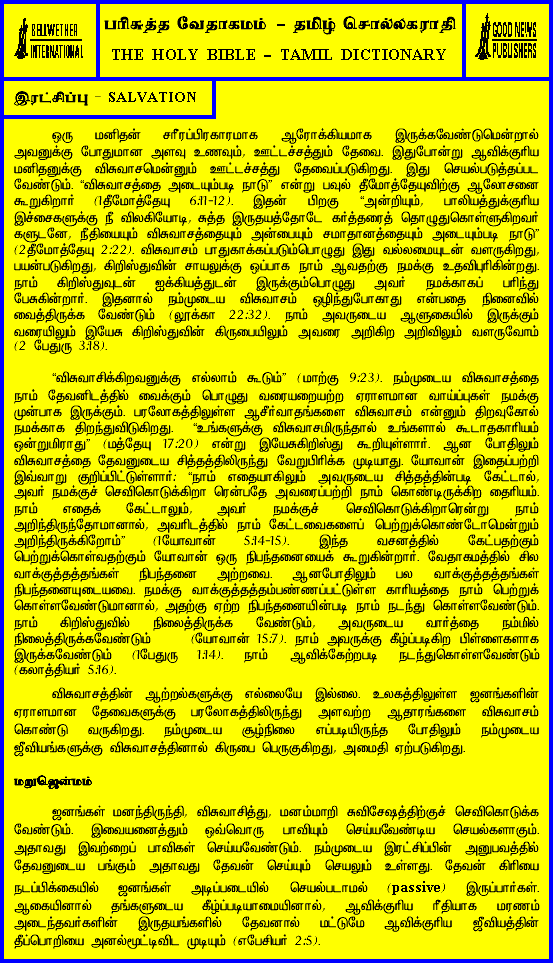 BELLWETHER
INTERNATIONAL
பரிசுத்த வேதாகமம் – தமிழ் சொல்லகராதி
THE HOLY BIBLE – TAMIL DICTIONARY
GOOD NEWS
PUBLISHERS
இரட்சிப்பு – SALVATION
ஒரு மனிதன் சரீரப்பிரகாரமாக ஆரோக்கியமாக இருக்கவேண்டுமென்றால்
அவனுக்கு போதுமான அளவு உணவும், ஊட்டச்சத்தும் தேவை. இதுபோன்று ஆவிக்குரிய
மனிதனுக்கு விசுவாசமென்னும் ஊட்டச்சத்து தேவைப்படுகிறது. இது செயல்படுத்தப்பட
வேண்டும். “விசுவாசத்தை அடையும்படி நாடு” என்று பவுல் தீமோத்தேயுவிற்கு ஆலோசனை
கூறுகிறார் (1தீமோத்தேயு 6:11-12). இதன் பிறகு “அன்றியும், பாலியத்துக்குரிய
இச்சைகளுக்கு நீ விலகியோடி, சுத்த இருதயத்தோடே கர்த்தரைத் தொழுதுகொள்ளுகிறவர்
களுடனே, நீதியையும் விசுவாசத்தையும் அன்பையும் சமாதானத்தையும் அடையும்படி நாடு”
(2தீமோத்தேயு 2:22). விசுவாசம் பாதுகாக்கப்படும்பொழுது இது வல்லமையுடன் வளருகிறது,
பயன்படுகிறது, கிறிஸ்துவின் சாயலுக்கு ஒப்பாக நாம் ஆவதற்கு நமக்கு உதவிபுரிகின்றது.
நாம் கிறிஸ்துவுடன் ஐக்கியத்துடன் இருக்கும்பொழுது அவர் நமக்காகப் பரிந்து
பேசுகின்றார். இதனால் நம்முடைய விசுவாசம் ஒழிந்துபோகாது என்பதை நினைவில்
வைத்திருக்க வேண்டும் (லூக்கா 22:32). நாம் அவருடைய ஆளுகையில் இருக்கும்
வரையிலும் இயேசு கிறிஸ்துவின் கிருபையிலும் அவரை அறிகிற அறிவிலும் வளருவோம்
(2 பேதுரு 3:18).
“விசுவாசிக்கிறவனுக்கு எல்லாம் கூடும்” (மாற்கு 9:23). நம்முடைய விசுவாசத்தை
நாம் தேவனிடத்தில் வைக்கும் பொழுது வரையறையற்ற ஏராளமான வாய்ப்புகள் நமக்கு
முன்பாக இருக்கும். பரலோகத்திலுள்ள ஆசீர்வாதங்களை விசுவாசம் என்னும் திறவுகோல்
நமக்காக திறந்துவிடுகிறது. “உங்களுக்கு விசுவாசமிருந்தால் உங்களால் கூடாதகாரியம்
ஒன்றுமிராது” (மத்தேயு 17:20) என்று இயேசுகிறிஸ்து கூறியுள்ளார். ஆன போதிலும்
விசுவாசத்தை தேவனுடைய சித்தத்திலிருந்து வேறுபிரிக்க முடியாது. யோவான் இதைப்பற்றி
இவ்வாறு குறிப்பிட்டுள்ளார்: “நாம் எதையாகிலும் அவருடைய சித்தத்தின்படி கேட்டால்,
அவர் நமக்குச் செவிகொடுக்கிறா ரென்பதே அவரைப்பற்றி நாம் கொண்டிருக்கிற தைரியம்.
நாம் எதைக் கேட்டாலும், அவர் நமக்குச் செவிகொடுக்கிறாரென்று நாம்
அறிந்திருந்தோமானால், அவரிடத்தில் நாம் கேட்டவைகளைப் பெற்றுக்கொண்டோமென்றும்
அறிந்திருக்கிறோம்” (1யோவான் 5:14-15). இந்த வசனத்தில் கேட்பதற்கும்
பெற்றுக்கொள்வதற்கும் யோவான் ஒரு நிபந்தனையைக் கூறுகின்றார். வேதாகமத்தில் சில
வாக்குத்தத்தங்கள் நிபந்தனை அற்றவை. ஆனபோதிலும் பல வாக்குத்தத்தங்கள்
நிபந்தனையுடையவை. நமக்கு வாக்குத்தத்தம்பண்ணப்பட்டுள்ள காரியத்தை நாம் பெற்றுக்
கொள்ளவேண்டுமானால், அதற்கு ஏற்ற நிபந்தனையின்படி நாம் நடந்து கொள்ளவேண்டும்.
நாம் கிறிஸ்துவில் நிலைத்திருக்க வேண்டும், அவருடைய வார்த்தை நம்மில்
நிலைத்திருக்கவேண்டும் (யோவான் 15:7). நாம் அவருக்கு கீழ்ப்படிகிற பிள்ளைகளாக
இருக்கவேண்டும் (1பேதுரு 1:14). நாம் ஆவிக்கேற்றபடி நடந்துகொள்ளவேண்டும்
(கலாத்தியர் 5:16).
விசுவாசத்தின் ஆற்றல்களுக்கு எல்லையே இல்லை. உலகத்திலுள்ள ஜனங்களின்
ஏராளமான தேவைகளுக்கு பரலோகத்திலிருந்து அளவற்ற ஆதாரங்களை விசுவாசம்
கொண்டு வருகிறது. நம்முடைய சூழ்நிலை எப்படியிருந்த போதிலும் நம்முடைய
ஜீவியங்களுக்கு விசுவாசத்தினால் கிருபை பெருகுகிறது, அமைதி ஏற்படுகிறது.
மறுஜென்மம்
ஜனங்கள் மனந்திருந்தி, விசுவாசித்து, மனம்மாறி சுவிசேஷத்திற்குச் செவிகொடுக்க
வேண்டும். இவையனைத்தும் ஒவ்வொரு பாவியும் செய்யவேண்டிய செயல்களாகும்.
அதாவது இவற்றைப் பாவிகள் செய்யவேண்டும். நம்முடைய இரட்சிப்பின் அனுபவத்தில்
தேவனுடைய பங்கும் அதாவது தேவன் செய்யும் செயலும் உள்ளது. தேவன் கிரியை
நடப்பிக்கையில் ஜனங்கள் அடிப்படையில் செயல்படாமல் (passive) இருப்பார்கள்.
ஆகையினால் தங்களுடைய கீழ்ப்படியாமையினால், ஆவிக்குரிய ரீதியாக மரணம்
அடைந்தவர்களின் இருதயங்களில் தேவனால் மட்டுமே ஆவிக்குரிய ஜீவியத்தின்
தீப்பொறியை அனல்மூட்டிவிட முடியும் (எபேசியர் 2:5).